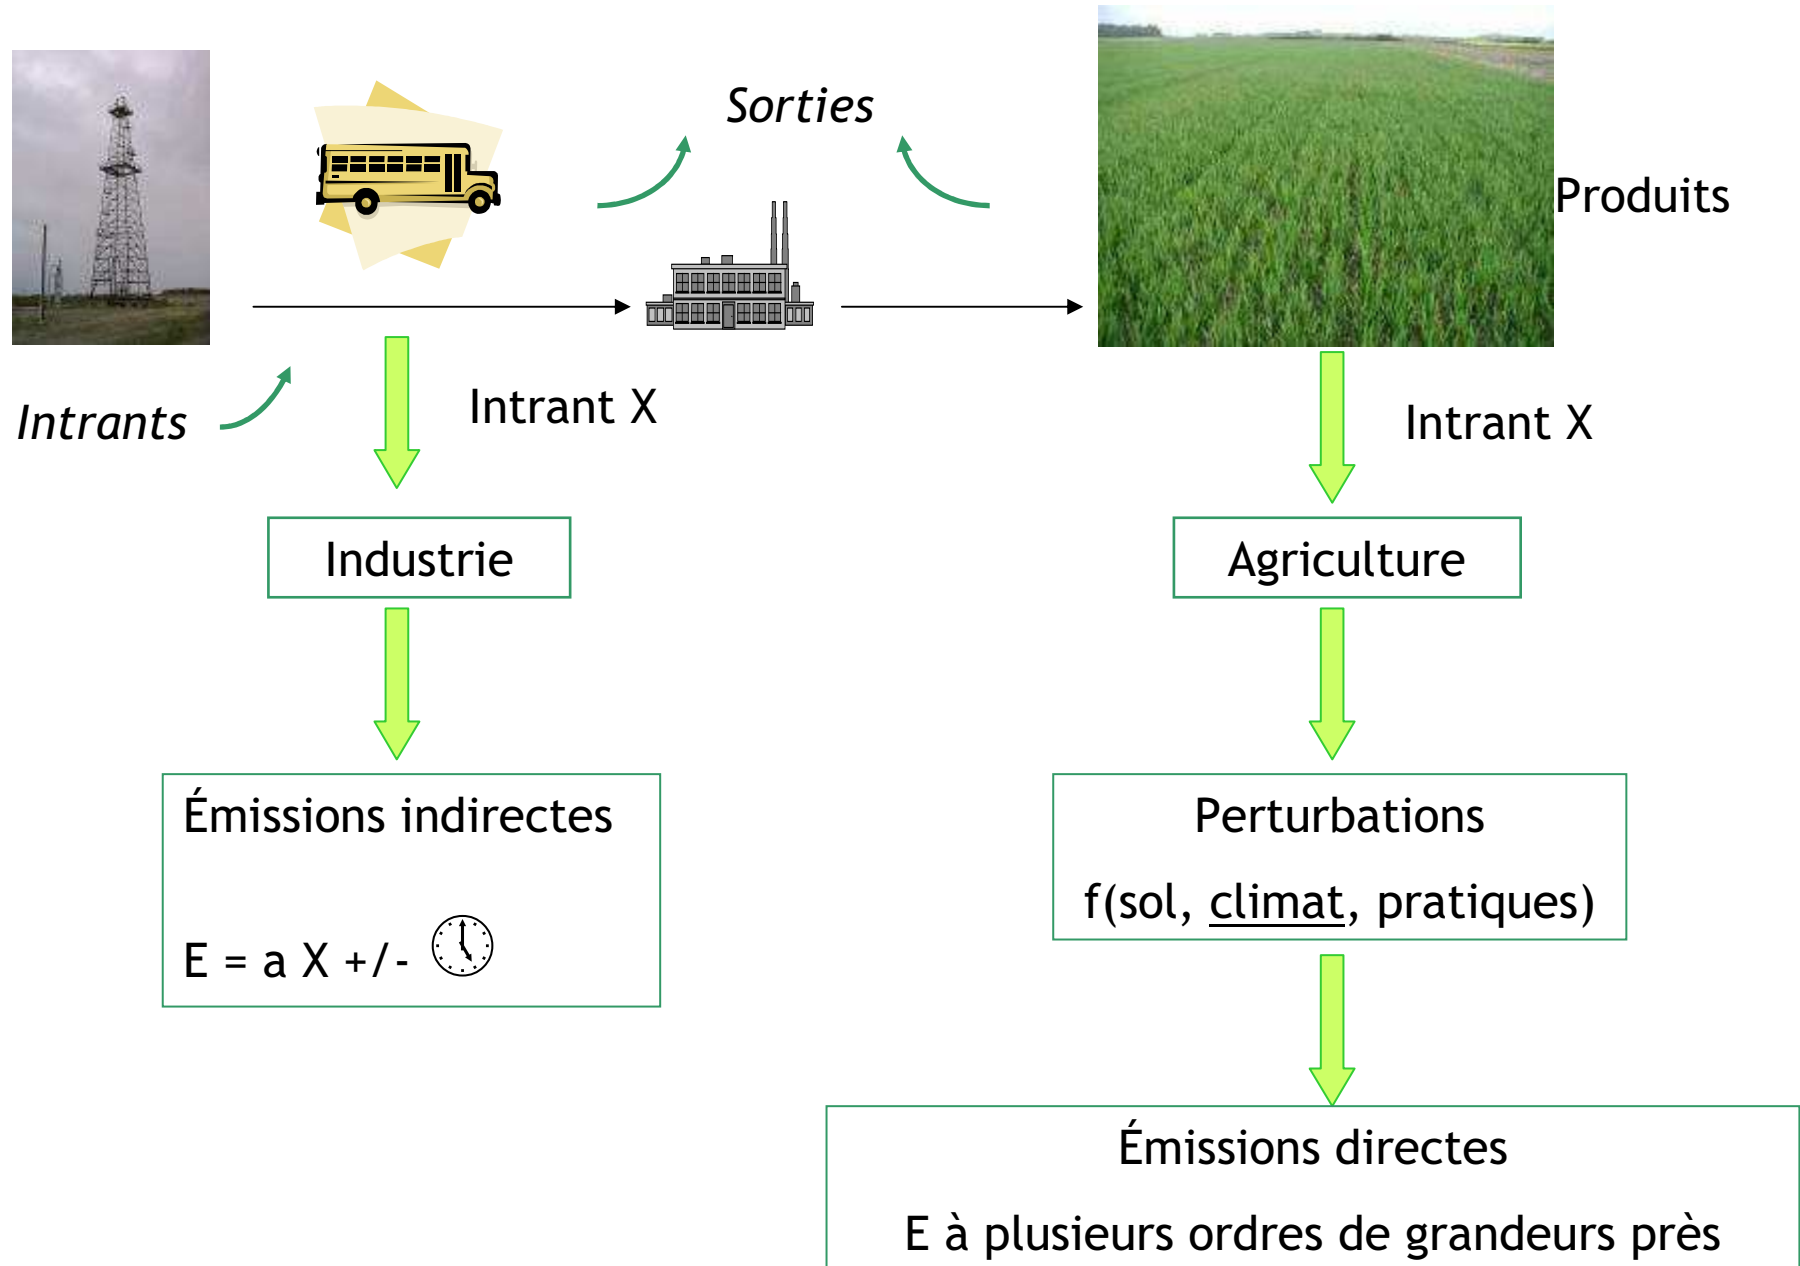 Sorties
Produits
Intrants
Intrant X
Intrant X
Industrie
Agriculture
Émissions indirectes
E = a X +/-
Perturbations
f(sol, climat, pratiques)
Émissions directes
E à plusieurs ordres de grandeurs près